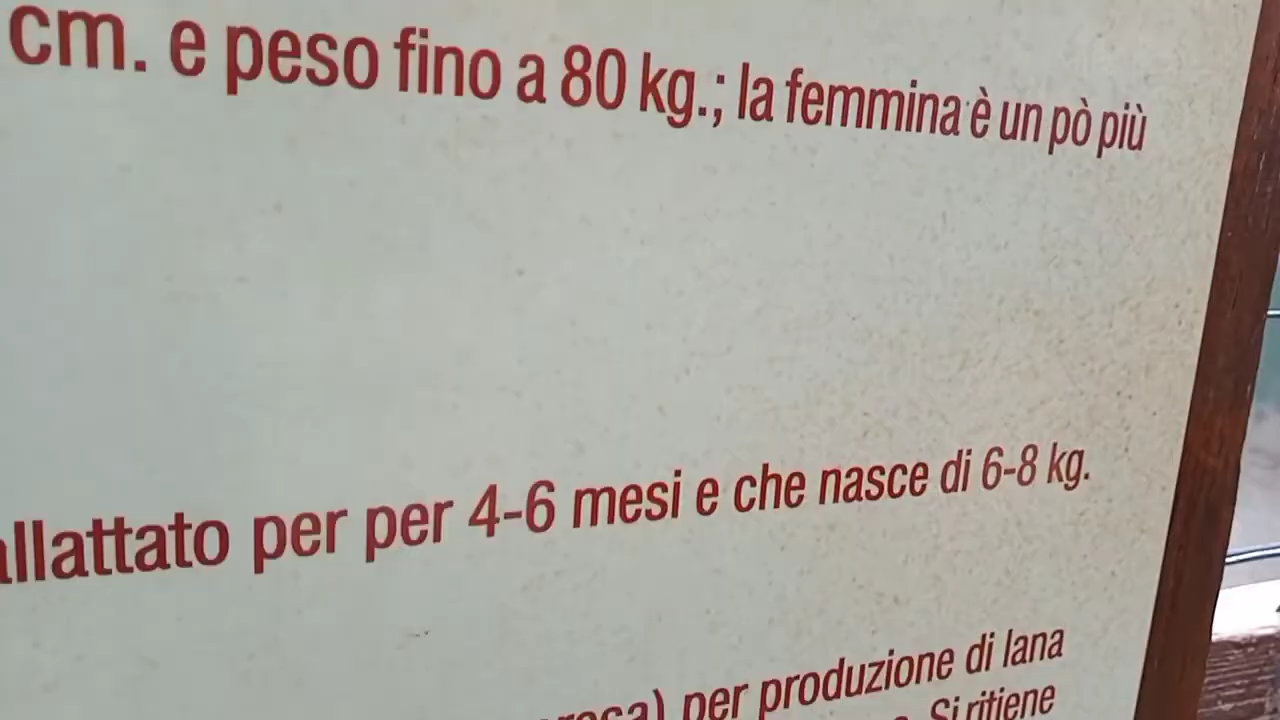 cm. e peso fino a 80 kg.; la femmina è un pò più
allattato per per 4-6 mesi e che nasce di 6-8 kg.
per produzione di lana
Si ritiene